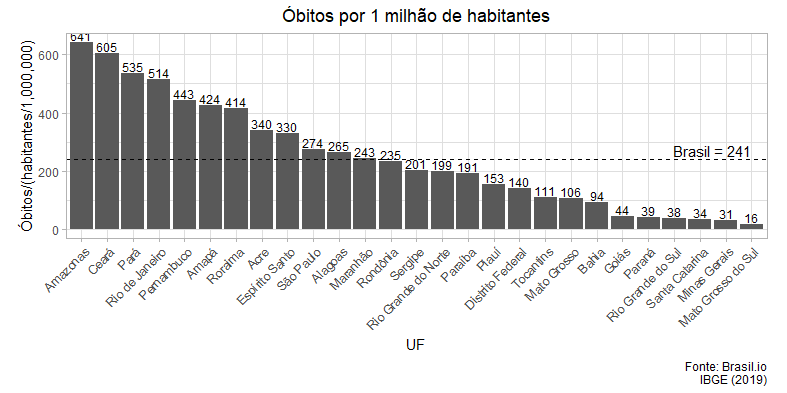 Óbitos por 1 milhão de habitantes
Óbitos/(habitantes/1,000,000)
600
400
200
0
641
605
535
514
443
424
414
340
330
274
265
243
235
201
199
191
153
140
111
106
94
44
39
38
34
31
16
Brasil = 241
Amazonas
Ceará
Pará
Rio de Janeiro
Pernambuco
Amapá
Roraima
Acre
Espírito Santo
São Paulo
Alagoas
Maranhão
Rondônia
Sergipe
Rio Grande do Norte
Paraíba
Piauí
Distrito Federal
Tocantins
Mato Grosso
Bahia
Goiás
Paraná
Rio Grande do Sul
Santa Catarina
Minas Gerais
Mato Grosso do Sul
UF
Fonte: Brasil.io
IBGE (2019)